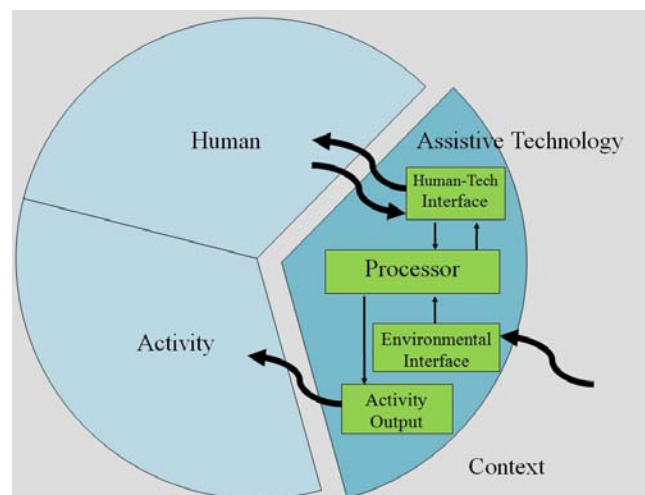 Human
Assistive Technology
Human-Tech
Interface
Processor
Activity
Environmental
Interface
Activity
Output
Context